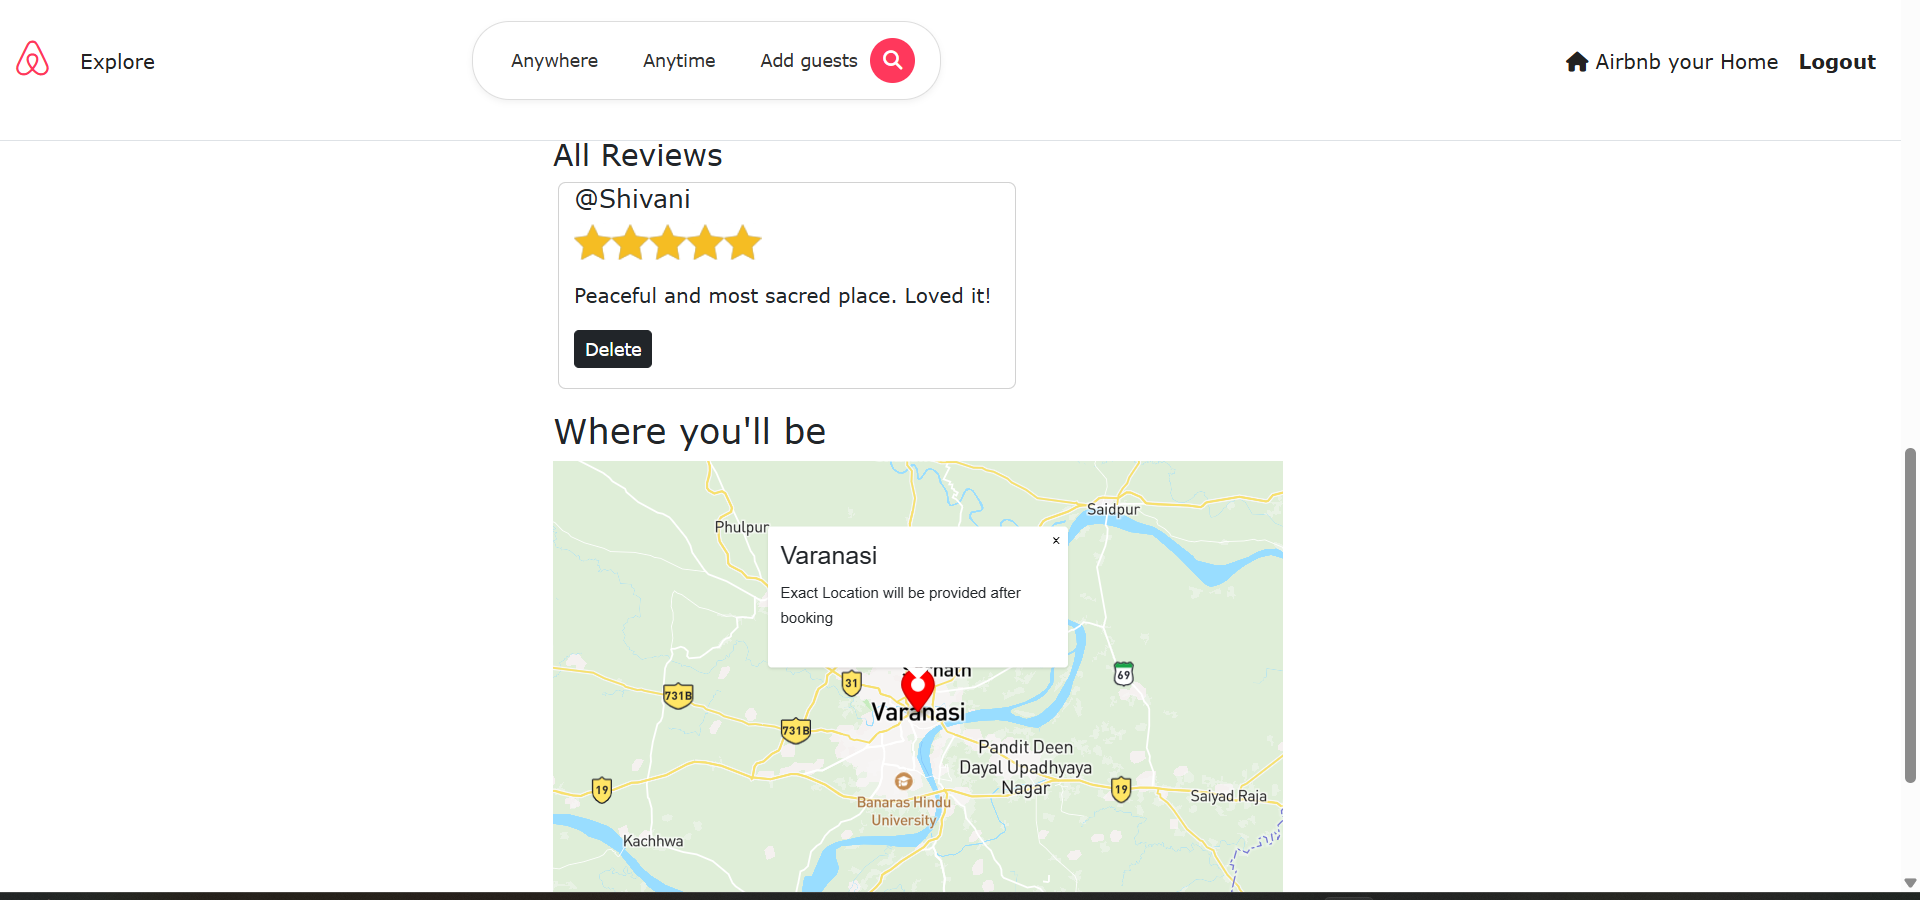 Explore
Anywhere Anytime Add guests
Airbnb your Home Logout
All Reviews
@Shivani
Peaceful and most sacred place. Loved it!
Delete
Where you'll be
Saidpur
Phulpur
×
Varanasi
Exact Location will be provided after
booking
31
69
731B
Varanasi
731B
Pandit Deen
Dayal Upadhyaya
Nagar
19
19
Saiyad Raja
Banaras Hindu
University
Kachhwa